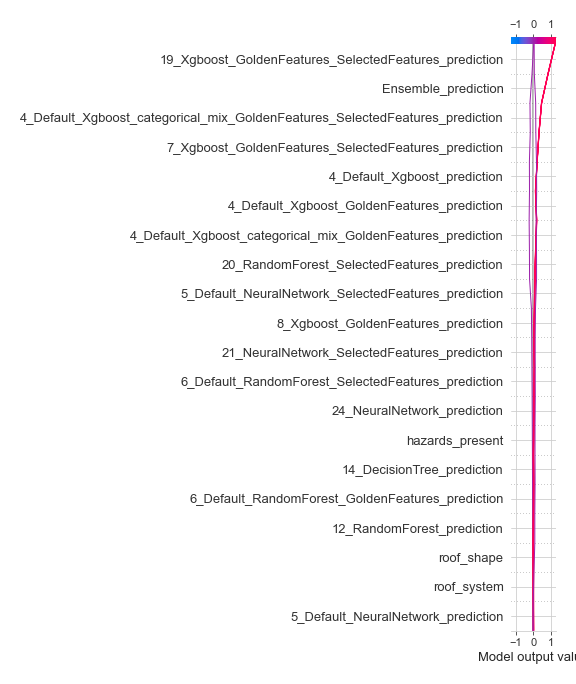 −1 0 1
19_Xgboost_GoldenFeatures_SelectedFeatures_prediction
Ensemble_prediction
4_Default_Xgboost_categorical_mix_GoldenFeatures_SelectedFeatures_prediction
7_Xgboost_GoldenFeatures_SelectedFeatures_prediction
4_Default_Xgboost_prediction
4_Default_Xgboost_GoldenFeatures_prediction
4_Default_Xgboost_categorical_mix_GoldenFeatures_prediction
20_RandomForest_SelectedFeatures_prediction
5_Default_NeuralNetwork_SelectedFeatures_prediction
8_Xgboost_GoldenFeatures_prediction
21_NeuralNetwork_SelectedFeatures_prediction
6_Default_RandomForest_SelectedFeatures_prediction
24_NeuralNetwork_prediction
hazards_present
14_DecisionTree_prediction
6_Default_RandomForest_GoldenFeatures_prediction
12_RandomForest_prediction
roof_shape
roof_system
5_Default_NeuralNetwork_prediction
−1 0 1
Model output valu